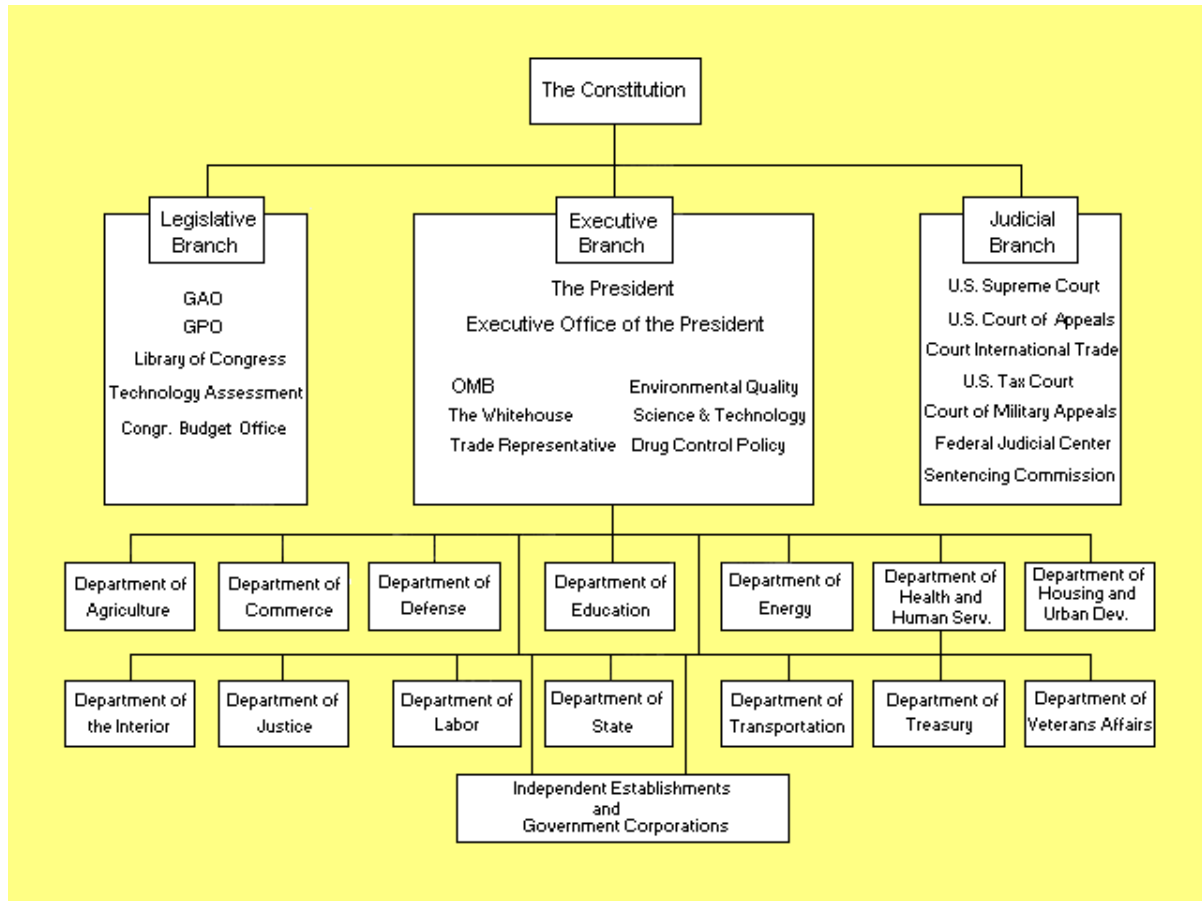 The Constitution
Legislative
Branch
Executive
Branch
Judicial
Branch
GAO
GPO
Library of Congress
Technology Assessment
Congr. Budget Office
The President
Executive Office of the President
OMB
Environmental Quality
The Whitehouse
Science & Technology
Trade Representative
Drug Control Policy
U.S. Supreme Court
U.S. Court of Appeals
Court International Trade
U.S. Tax Court
Court of Military Appeals
Federal Judicial Center
Sentencing Commission
Department of
Agriculture
Department of
Commerce
Department of
Defense
Department of
Education
Department of
Energy
Department of
Health and
Human Serv.
Department of
Housing and
Urban Dev.
Department of
the Interior
Department of
Justice
Department of
Labor
Department of
State
Department of
Transportation
Department of
Treasury
Department of
Veterans Affairs
Independent Establishments
and
Government Corporations